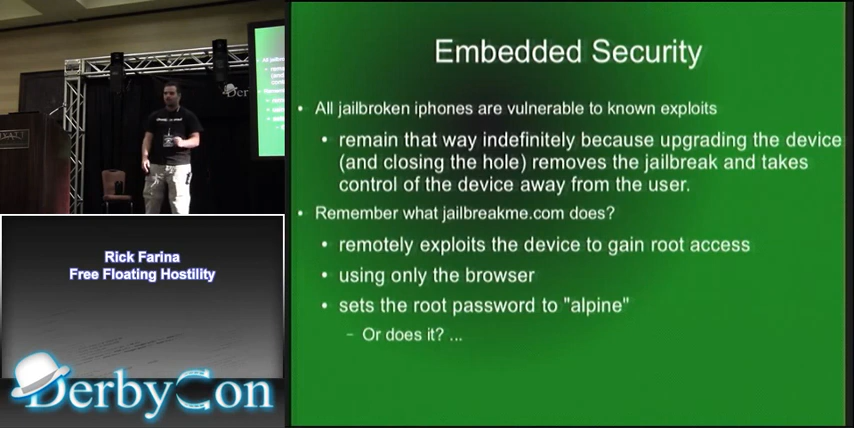 Embedded Security
• All jailbroken iphones are vulnerable to known exploits
• remain that way indefinitely because upgrading the device
(and closing the hole) removes the jailbreak and takes
control of the device away from the user.
• Remember what jailbreakme.com does?
• remotely exploits the device to gain root access
• using only the browser
• sets the root password to "alpine"
– Or does it? ...
Rick Farina
Free Floating Hostility
DerbyCon